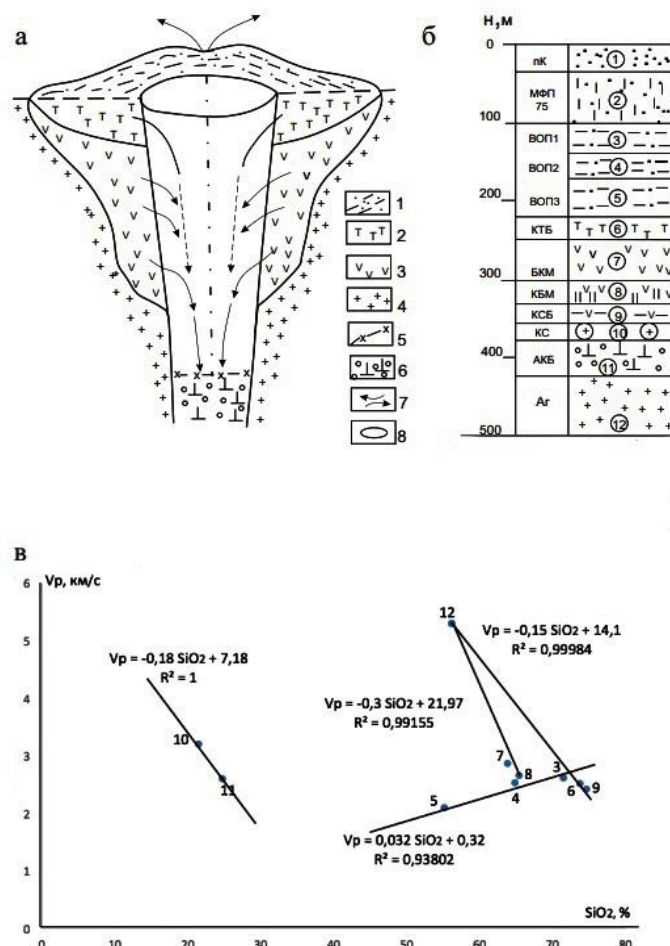 а
1
2
3
4
5
6
7
8
б
Н,м
0
100
200
300
400
500
пК
МФП
75
ВОП1
ВОП2
ВОП3
КТБ
БКМ
КБМ
КСБ
КС
АКБ
Аг
1
2
3
4
5
6
7
8
9
10
11
12
в
Vp, км/с
6
5
4
3
2
1
0
Vp = -0,18 SiO2 + 7,18
R² = 1
10
11
12
Vp = -0,15 SiO2 + 14,1
R² = 0,99984
Vp = -0,3 SiO2 + 21,97
R² = 0,99155
7
8
3
5
4
6
9
Vp = 0,032 SiO2 + 0,32
R² = 0,93802
SiO2, %
0
10
20
30
40
50
60
70
80